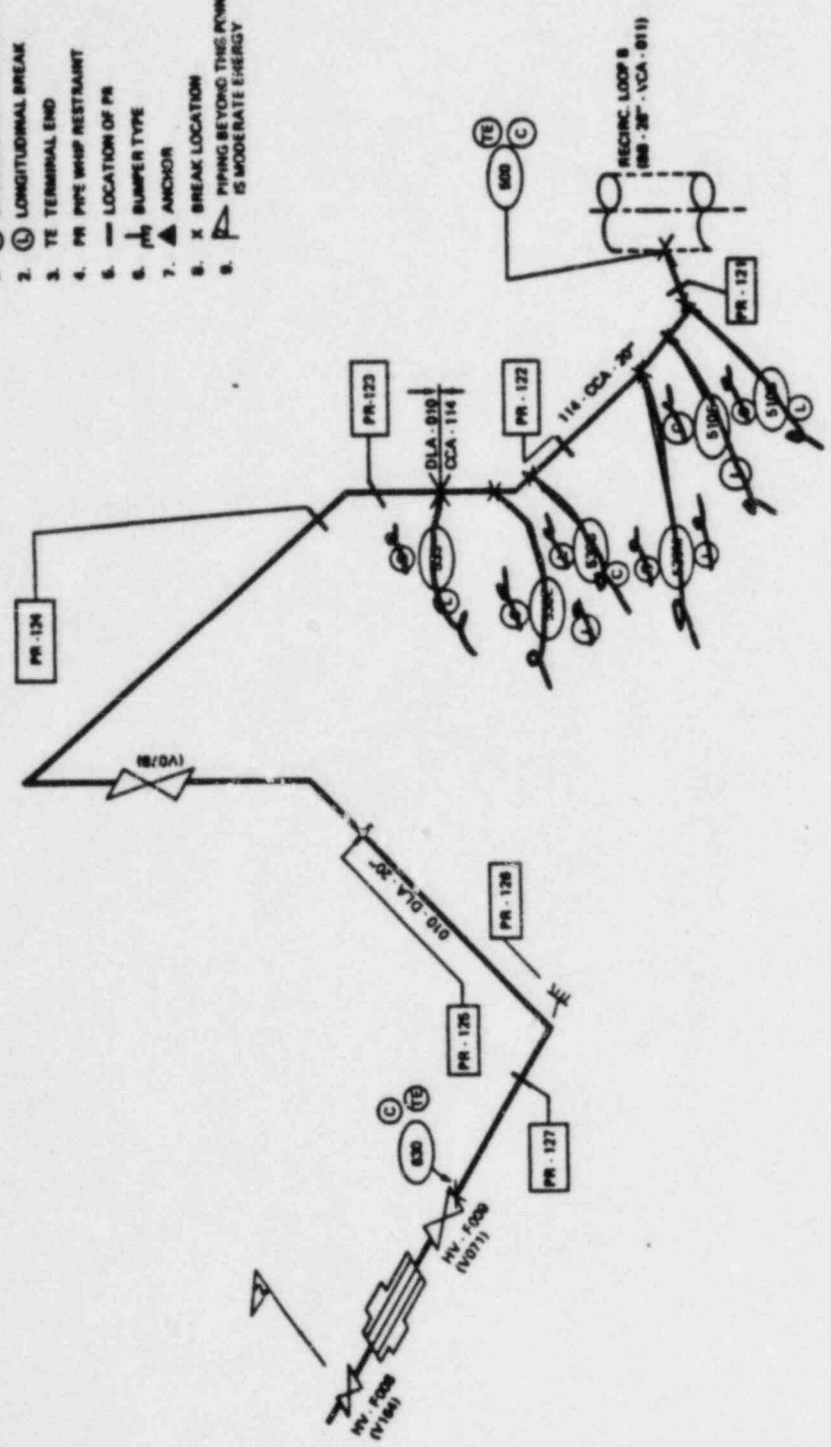 2. Ⓛ LONGITUDINAL BREAK
3. TE TERMINAL END
4. PR PIPE WHIP RESTRAINT
5. LOCATION OF PR
6. BUMPER TYPE
7. ANCHOR
8. X BREAK LOCATION
9. PIPING BEYOND THIS
IS MODERATE ENERGY
PR - 124
PR-123
DLA - 010
CCA - 114
PR - 122
114 - CCA - 20"
500
TE
C
RECIRC. LOOP B
PR - 121
(V078)
010 - DLA - 20"
PR - 125
PR - 127
C
TE
630
HV - F009
(V071)
HV - F008
(V164)
L
L
C
L
L